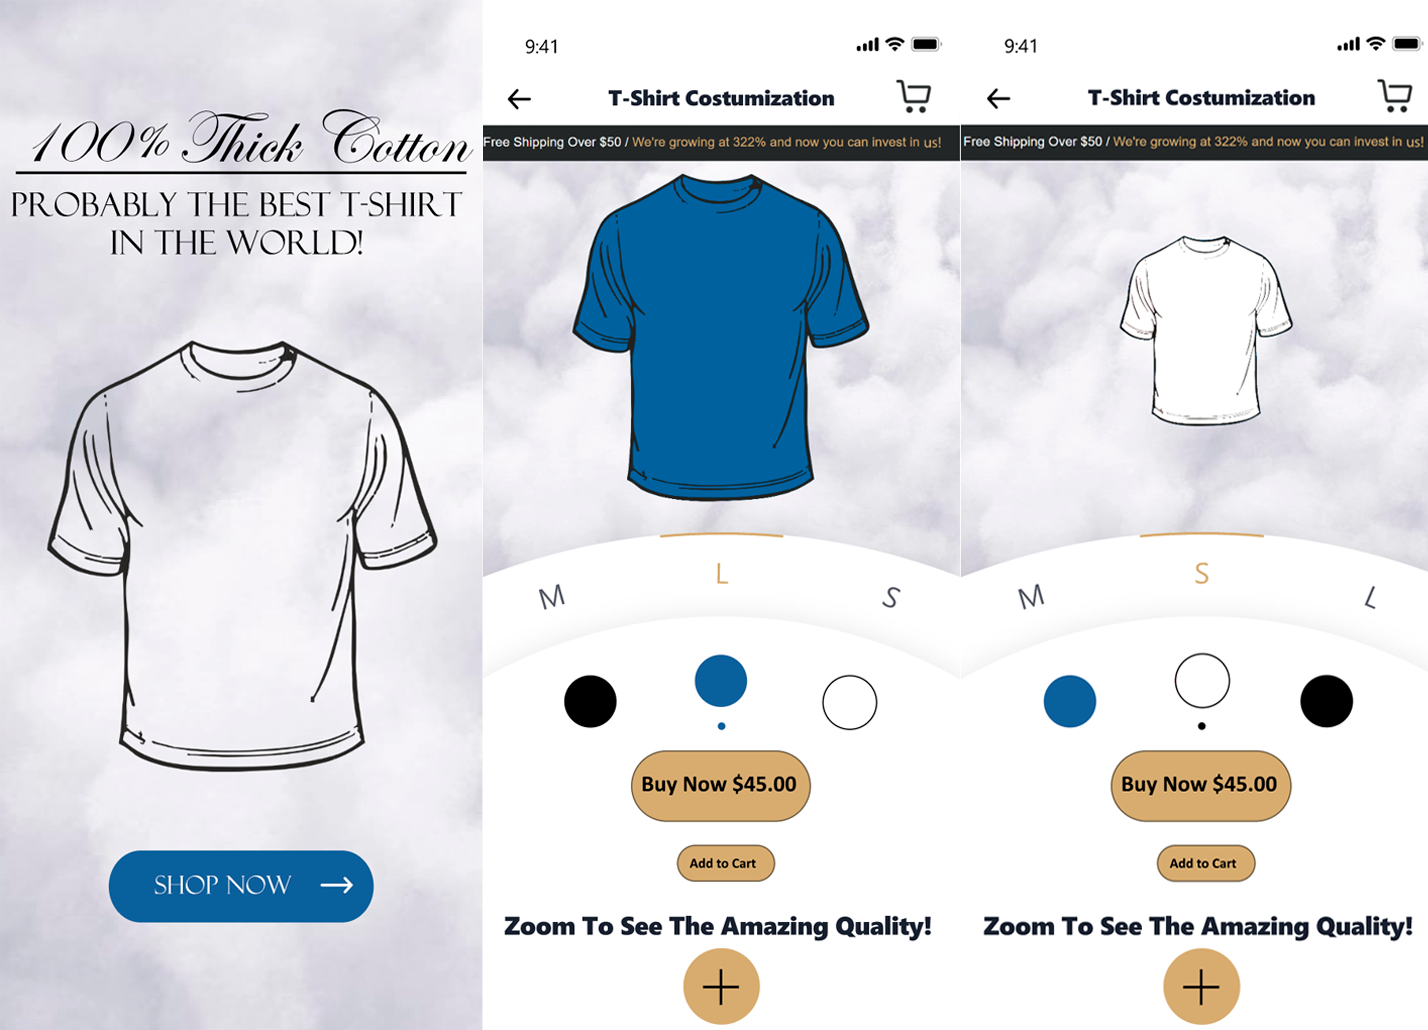 100% Thick Cotton
PROBABLY THE BEST T-SHIRT
IN THE WORLD!
SHOP NOW
9:41
T-Shirt Costumization
Free Shipping Over $50 / We're growing at 322% and now you can invest in us!
M
L
S
Buy Now $45.00
Add to Cart
Zoom To See The Amazing Quality!
9:41
T-Shirt Costumization
Free Shipping Over $50 / We're growing at 322% and now you can invest in us!
M
S
L
Buy Now $45.00
Add to Cart
Zoom To See The Amazing Quality!